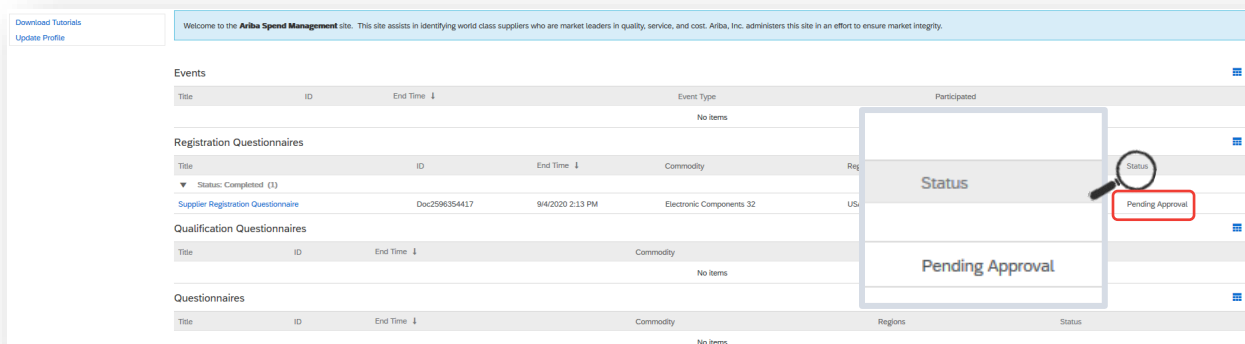 Download Tutorials
Update Profile
Welcome to the Ariba Spend Management site. This site assists in identifying world class suppliers who are market leaders in quality, service, and cost. Ariba, Inc. administers this site in an effort to ensure market integrity.
Events
Title ID End Time ↓ Event Type Participated
No items
Registration Questionnaires
Title ID End Time ↓ Commodity Reg Status
▼ Status: Completed (1)
Supplier Registration Questionnaire Doc2596354417 9/4/2020 2:13 PM Electronic Components 32 USA Pending Approval
Status
Pending Approval
Qualification Questionnaires
Title ID End Time ↓ Commodity
No items
Questionnaires
Title ID End Time ↓ Commodity Regions Status
No items